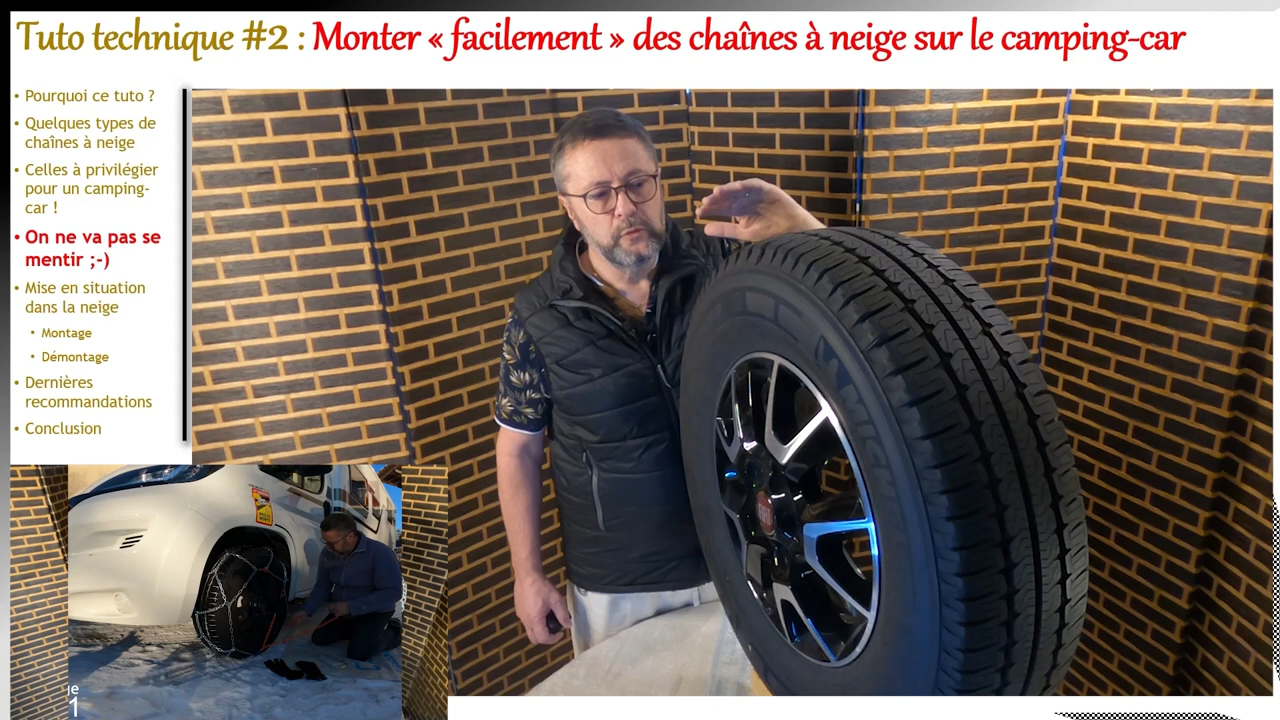 Tuto technique #2 : Monter « facilement » des chaînes à neige sur le camping-car
• Pourquoi ce tuto ?
• Quelques types de
chaînes à neige
• Celles à privilégier
pour un camping-
car !
• On ne va pas se
mentir ;-)
• Mise en situation
dans la neige
• Montage
• Démontage
• Dernières
recommandations
• Conclusion